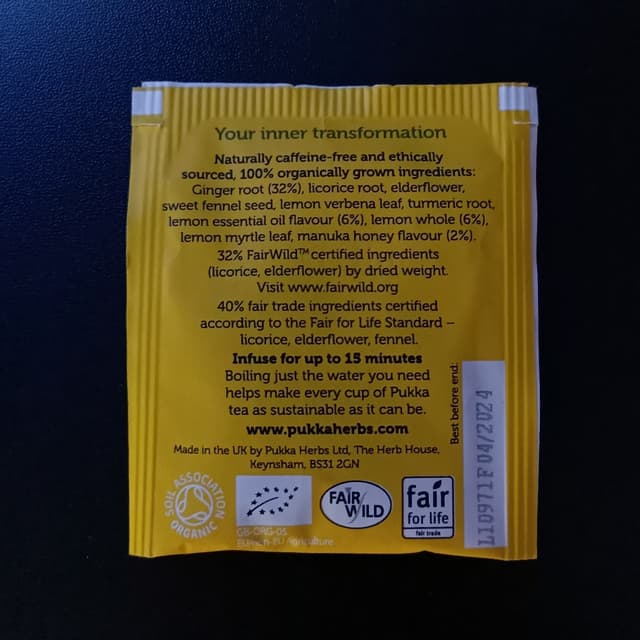 Your inner transformation
Naturally caffeine-free and ethically
sourced, 100% organically grown ingredients:
Ginger root (32%), licorice root, elderflower,
sweet fennel seed, lemon verbena leaf, turmeric root,
lemon essential oil flavour (6%), lemon whole (6%),
lemon myrtle leaf, manuka honey flavour (2%).
32% FairWild™ certified ingredients
(licorice, elderflower) by dried weight.
Visit www.fairwild.org
40% fair trade ingredients certified
according to the Fair for Life Standard –
licorice, elderflower, fennel.
Infuse for up to 15 minutes
Boiling just the water you need
helps make every cup of Pukka
tea as sustainable as it can be.
www.pukkaherbs.com
Made in the UK by Pukka Herbs Ltd, The Herb House,
Keynsham, BS31 2GN
Best before end:
L10971F 04/2024
SOIL ASSOCIATION
ORGANIC
GB-ORG-05
Agriculture
FAIR
WILD
fair
for life
fair trade